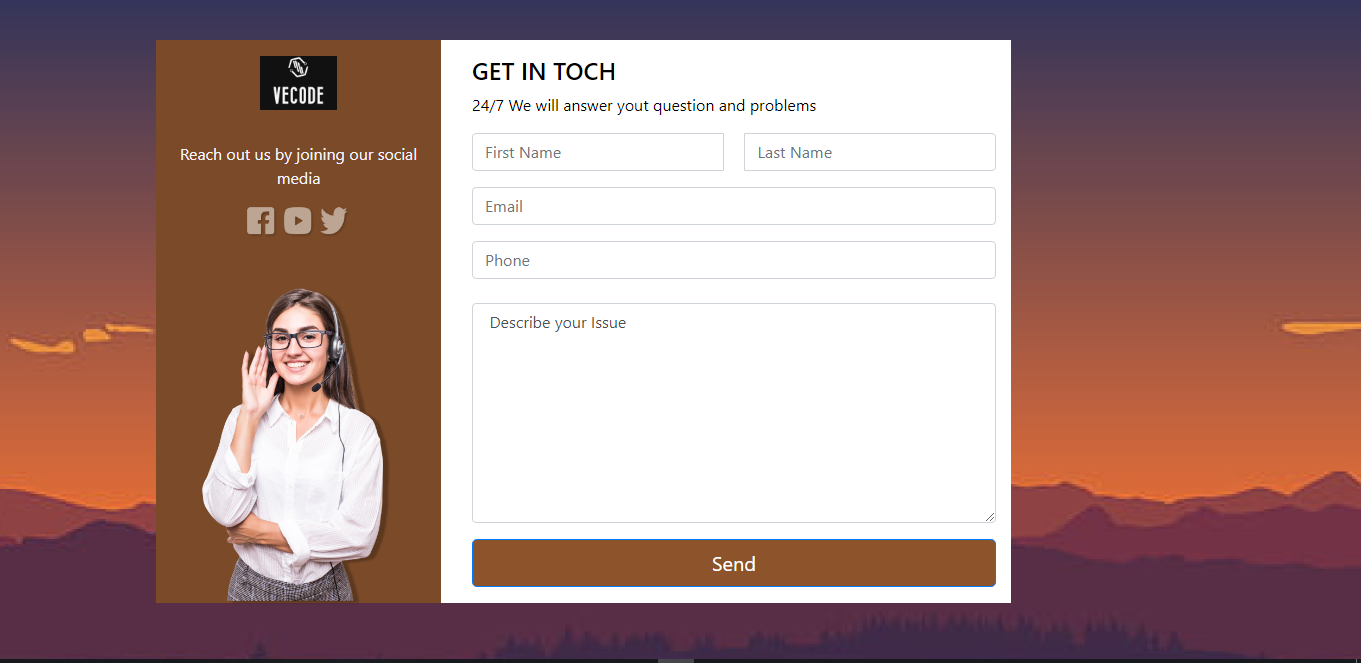 VECODE
Reach out us by joining our social
media
GET IN TOCH
24/7 We will answer yout question and problems
First Name
Last Name
Email
Phone
Describe your Issue
Send